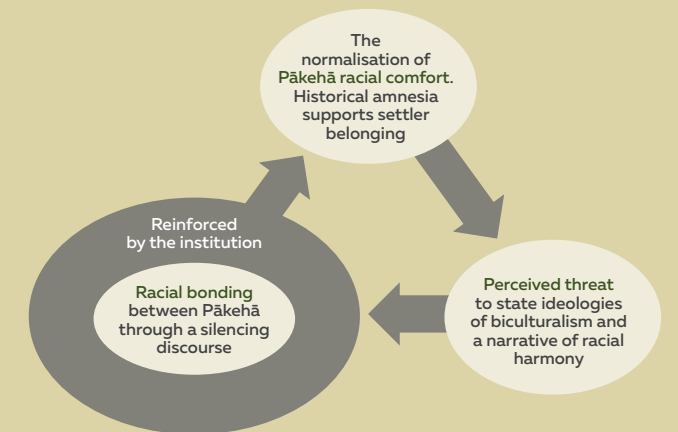 The
normalisation of
Pākehā racial comfort.
Historical amnesia
supports settler
belonging
Reinforced
by the institution
Racial bonding
between Pākehā
through a silencing
discourse
Perceived threat
to state ideologies
of biculturalism and
a narrative of racial
harmony